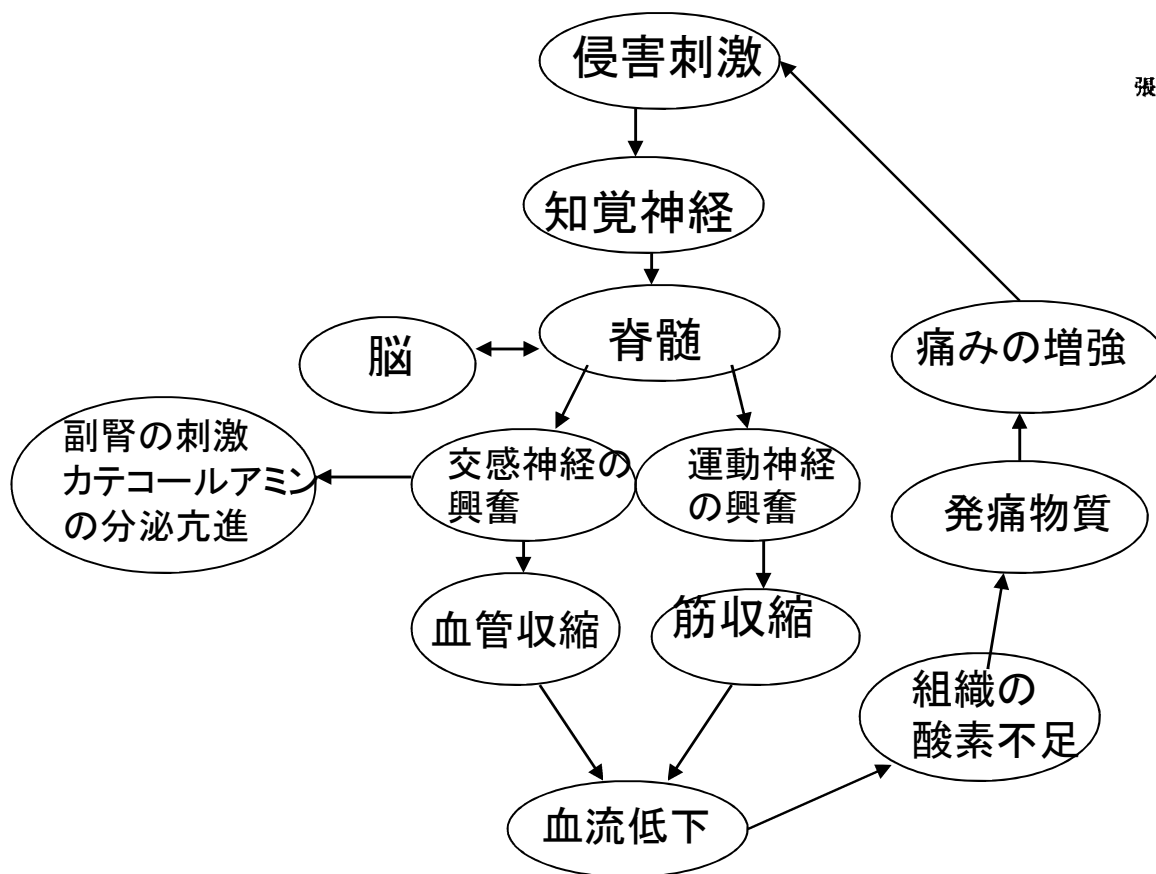 侵害刺激
張
知覚神経
脊髄
脳
痛みの増強
副腎の刺激
カテコールアミン
の分泌亢進
交感神経の
興奮
運動神経
の興奮
発痛物質
血管収縮
筋収縮
組織の
酸素不足
血流低下